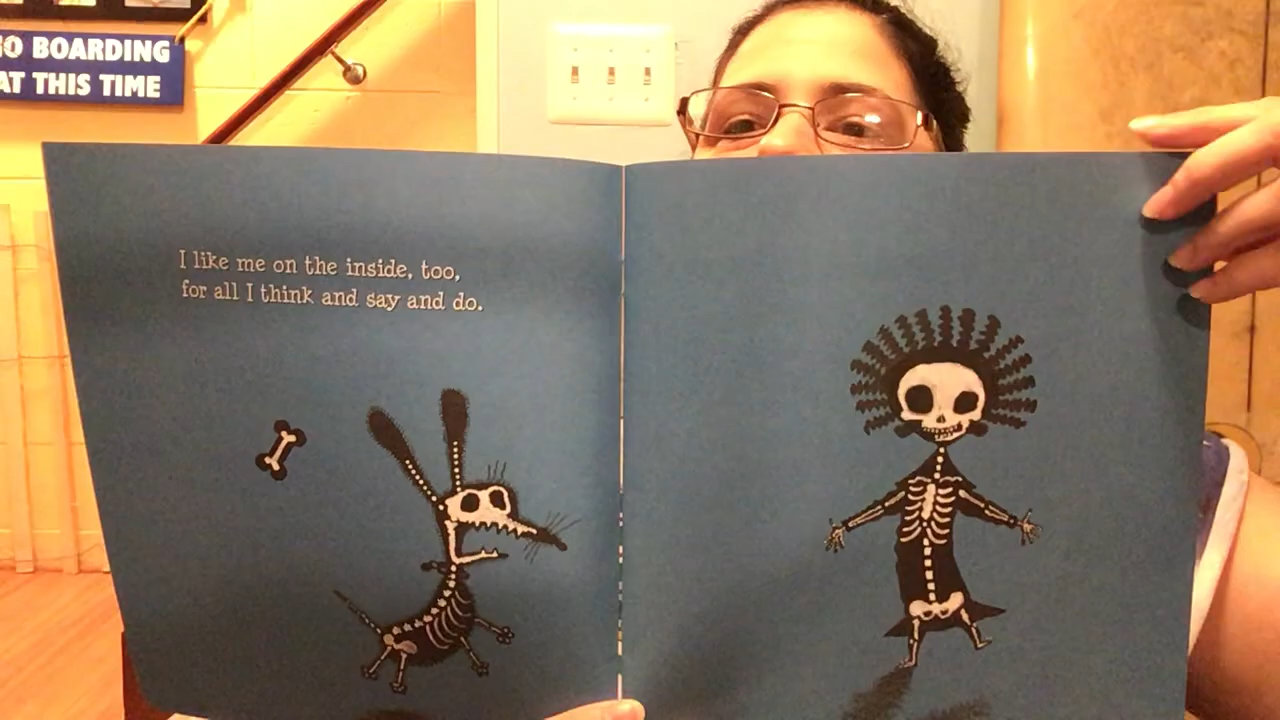 O BOARDING
AT THIS TIME
I like me on the inside, too,
for all I think and say and do.